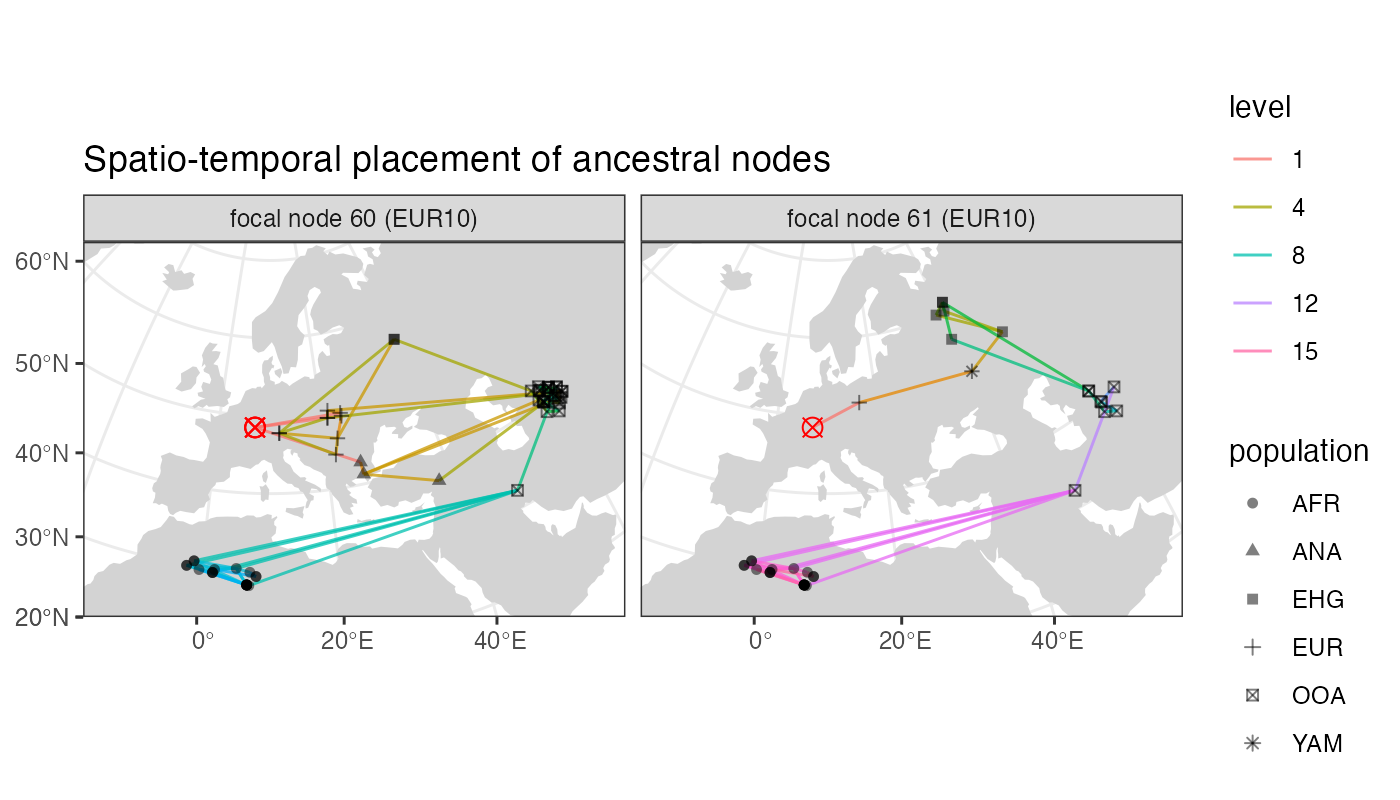 Spatio-temporal placement of ancestral nodes
focal node 60 (EUR10)
focal node 61 (EUR10)
60°N
50°N
40°N
30°N
20°N
0°
20°E
40°E
0°
20°E
40°E
level
1
4
8
12
15
population
AFR
ANA
EHG
EUR
OOA
YAM